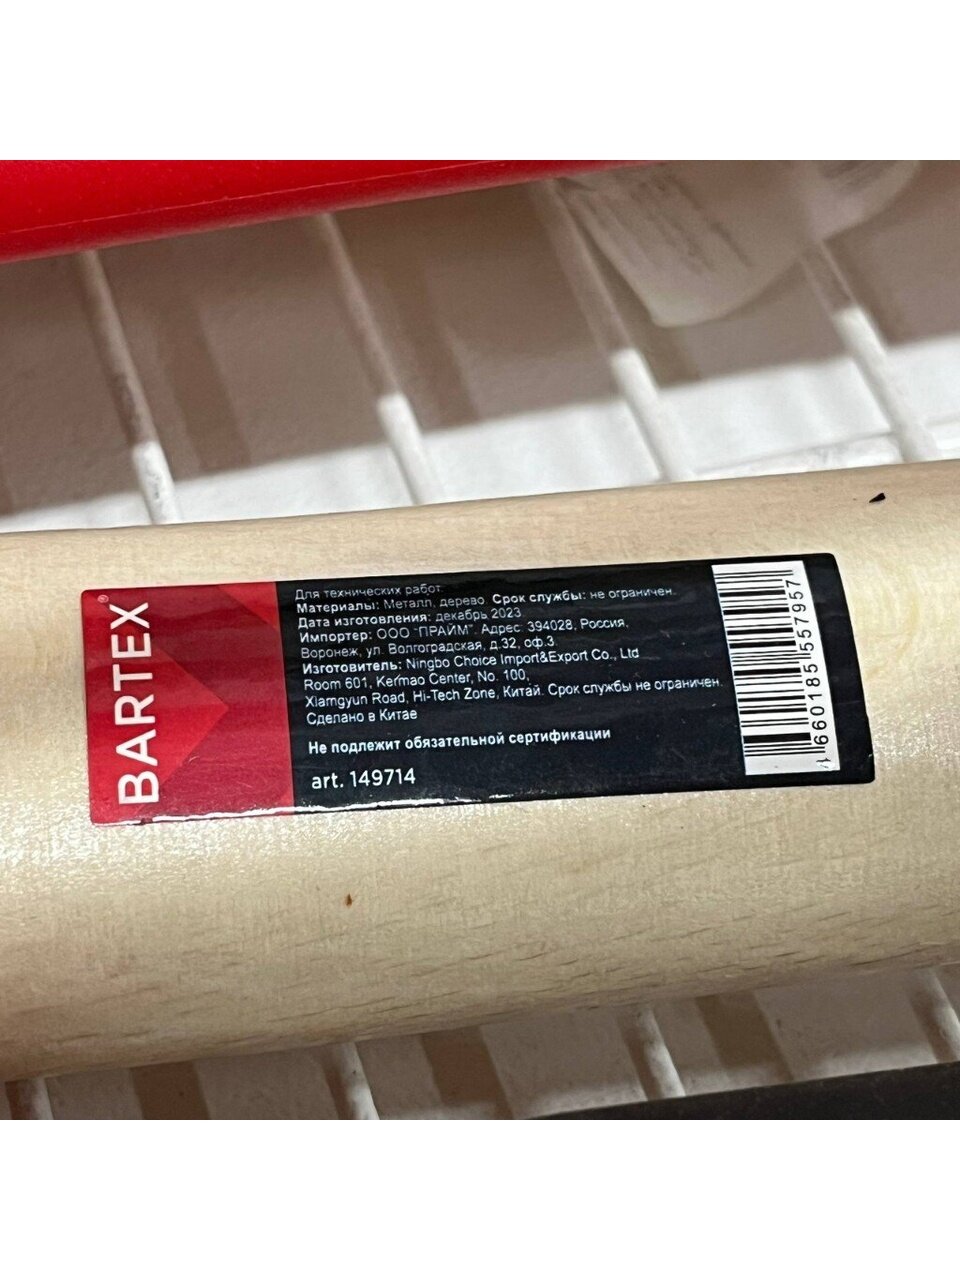 BARTEX®
Для технических работ.
Материалы: Металл, дерево. Срок службы: не ограничен.
Дата изготовления: декабрь 2023
Импортер: ООО "ПРАЙМ". Адрес: 394028, Россия,
Воронеж, ул. Волгоградская, д.32, оф.3.
Изготовитель: Ningbo Choice Import&Export Co., Ltd
Room 601, Kermao Center, No. 100,
Xiarngyun Road, Hi-Tech Zone, Китай. Срок службы не ограничен.
Сделано в Китае
Не подлежит обязательной сертификации
art. 149714
4660185557957